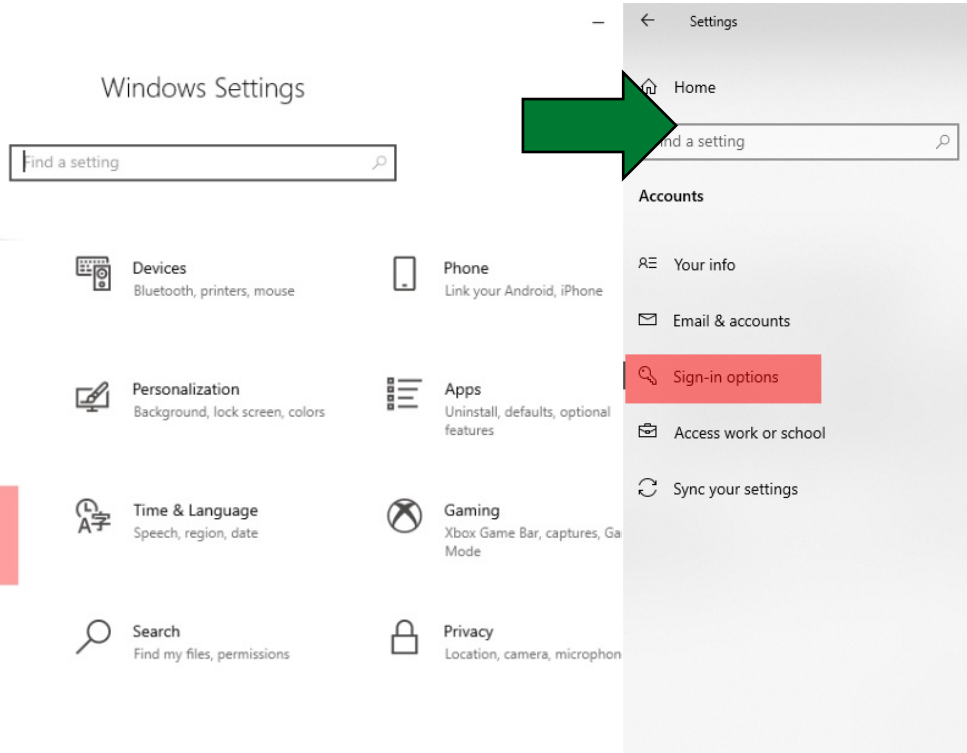 Windows Settings
Find a setting
Devices
Bluetooth, printers, mouse
Phone
Link your Android, iPhone
Personalization
Background, lock screen, colors
Apps
Uninstall, defaults, optional
features
Time & Language
Speech, region, date
Gaming
Xbox Game Bar, captures, Ga
Mode
Search
Find my files, permissions
Privacy
Location, camera, microphon
Settings
Home
nd a setting
Accounts
Your info
Email & accounts
Sign-in options
Access work or school
Sync your settings